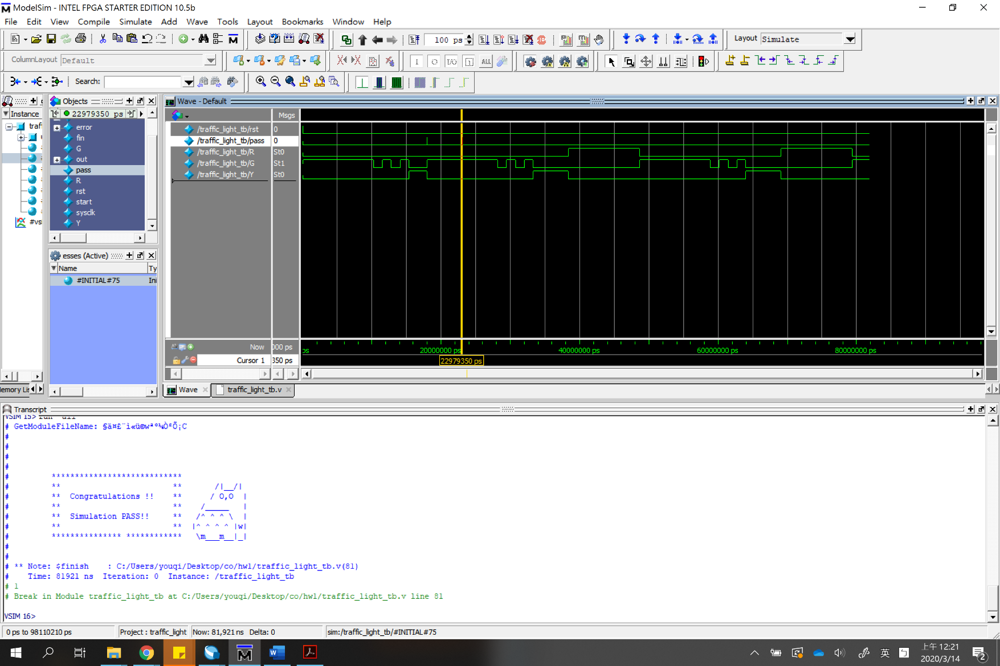 ModelSim - INTEL FPGA STARTER EDITION 10.5b
File Edit View Compile Simulate Add Wave Tools Layout Bookmarks Window Help
100 ps
Layout Simulate
ColumnLayout Default
ALL
Search:
Instance
traf
#vs
Objects
22979350 ps
error
fin
G
out
pass
R
rst
start
sysclk
Y
esses (Active)
Name Ty
#INITIAL#75 Ini
emory Lis
Wave - Default
Msgs
/traffic_light_tb/rst 0
/traffic_light_tb/pass 0
/traffic_light_tb/R St0
/traffic_light_tb/G St1
/traffic_light_tb/Y St0
Now 000 ps
Cursor 1 350 ps
ps 20000000 ps 40000000 ps 60000000 ps 80000000 ps
22979350 ps
Wave traffic_light_tb.v
Transcript
VSIM 15> run -all
# GetModuleFileName: §ä¤£¨ì«ü©wªº¼Ò²Õ¡C
#
#
#
#
# ****************************
# ** ** /|__/|
# ** Congratulations !! ** / O,O |
# ** ** /_____ |
# ** Simulation PASS!! ** /^ ^ ^ \ |
# ** ** |^ ^ ^ ^ |w|
# *************** ************ \m___m__|_|
#
#
# ** Note: $finish : C:/Users/youqi/Desktop/co/hw1/traffic_light_tb.v(81)
# Time: 81921 ns Iteration: 0 Instance: /traffic_light_tb
# 1
# Break in Module traffic_light_tb at C:/Users/youqi/Desktop/co/hw1/traffic_light_tb.v line 81
VSIM 16>
0 ps to 98110210 ps Project : traffic_light Now: 81,921 ns Delta: 0 sim:/traffic_light_tb/#INITIAL#75
英
上午 12:21
2020/3/14
2